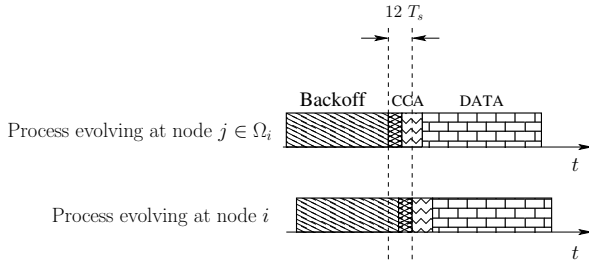 12 T_s
Backoff CCA DATA
Process evolving at node j ∈ Ω_i
t
Process evolving at node i
t